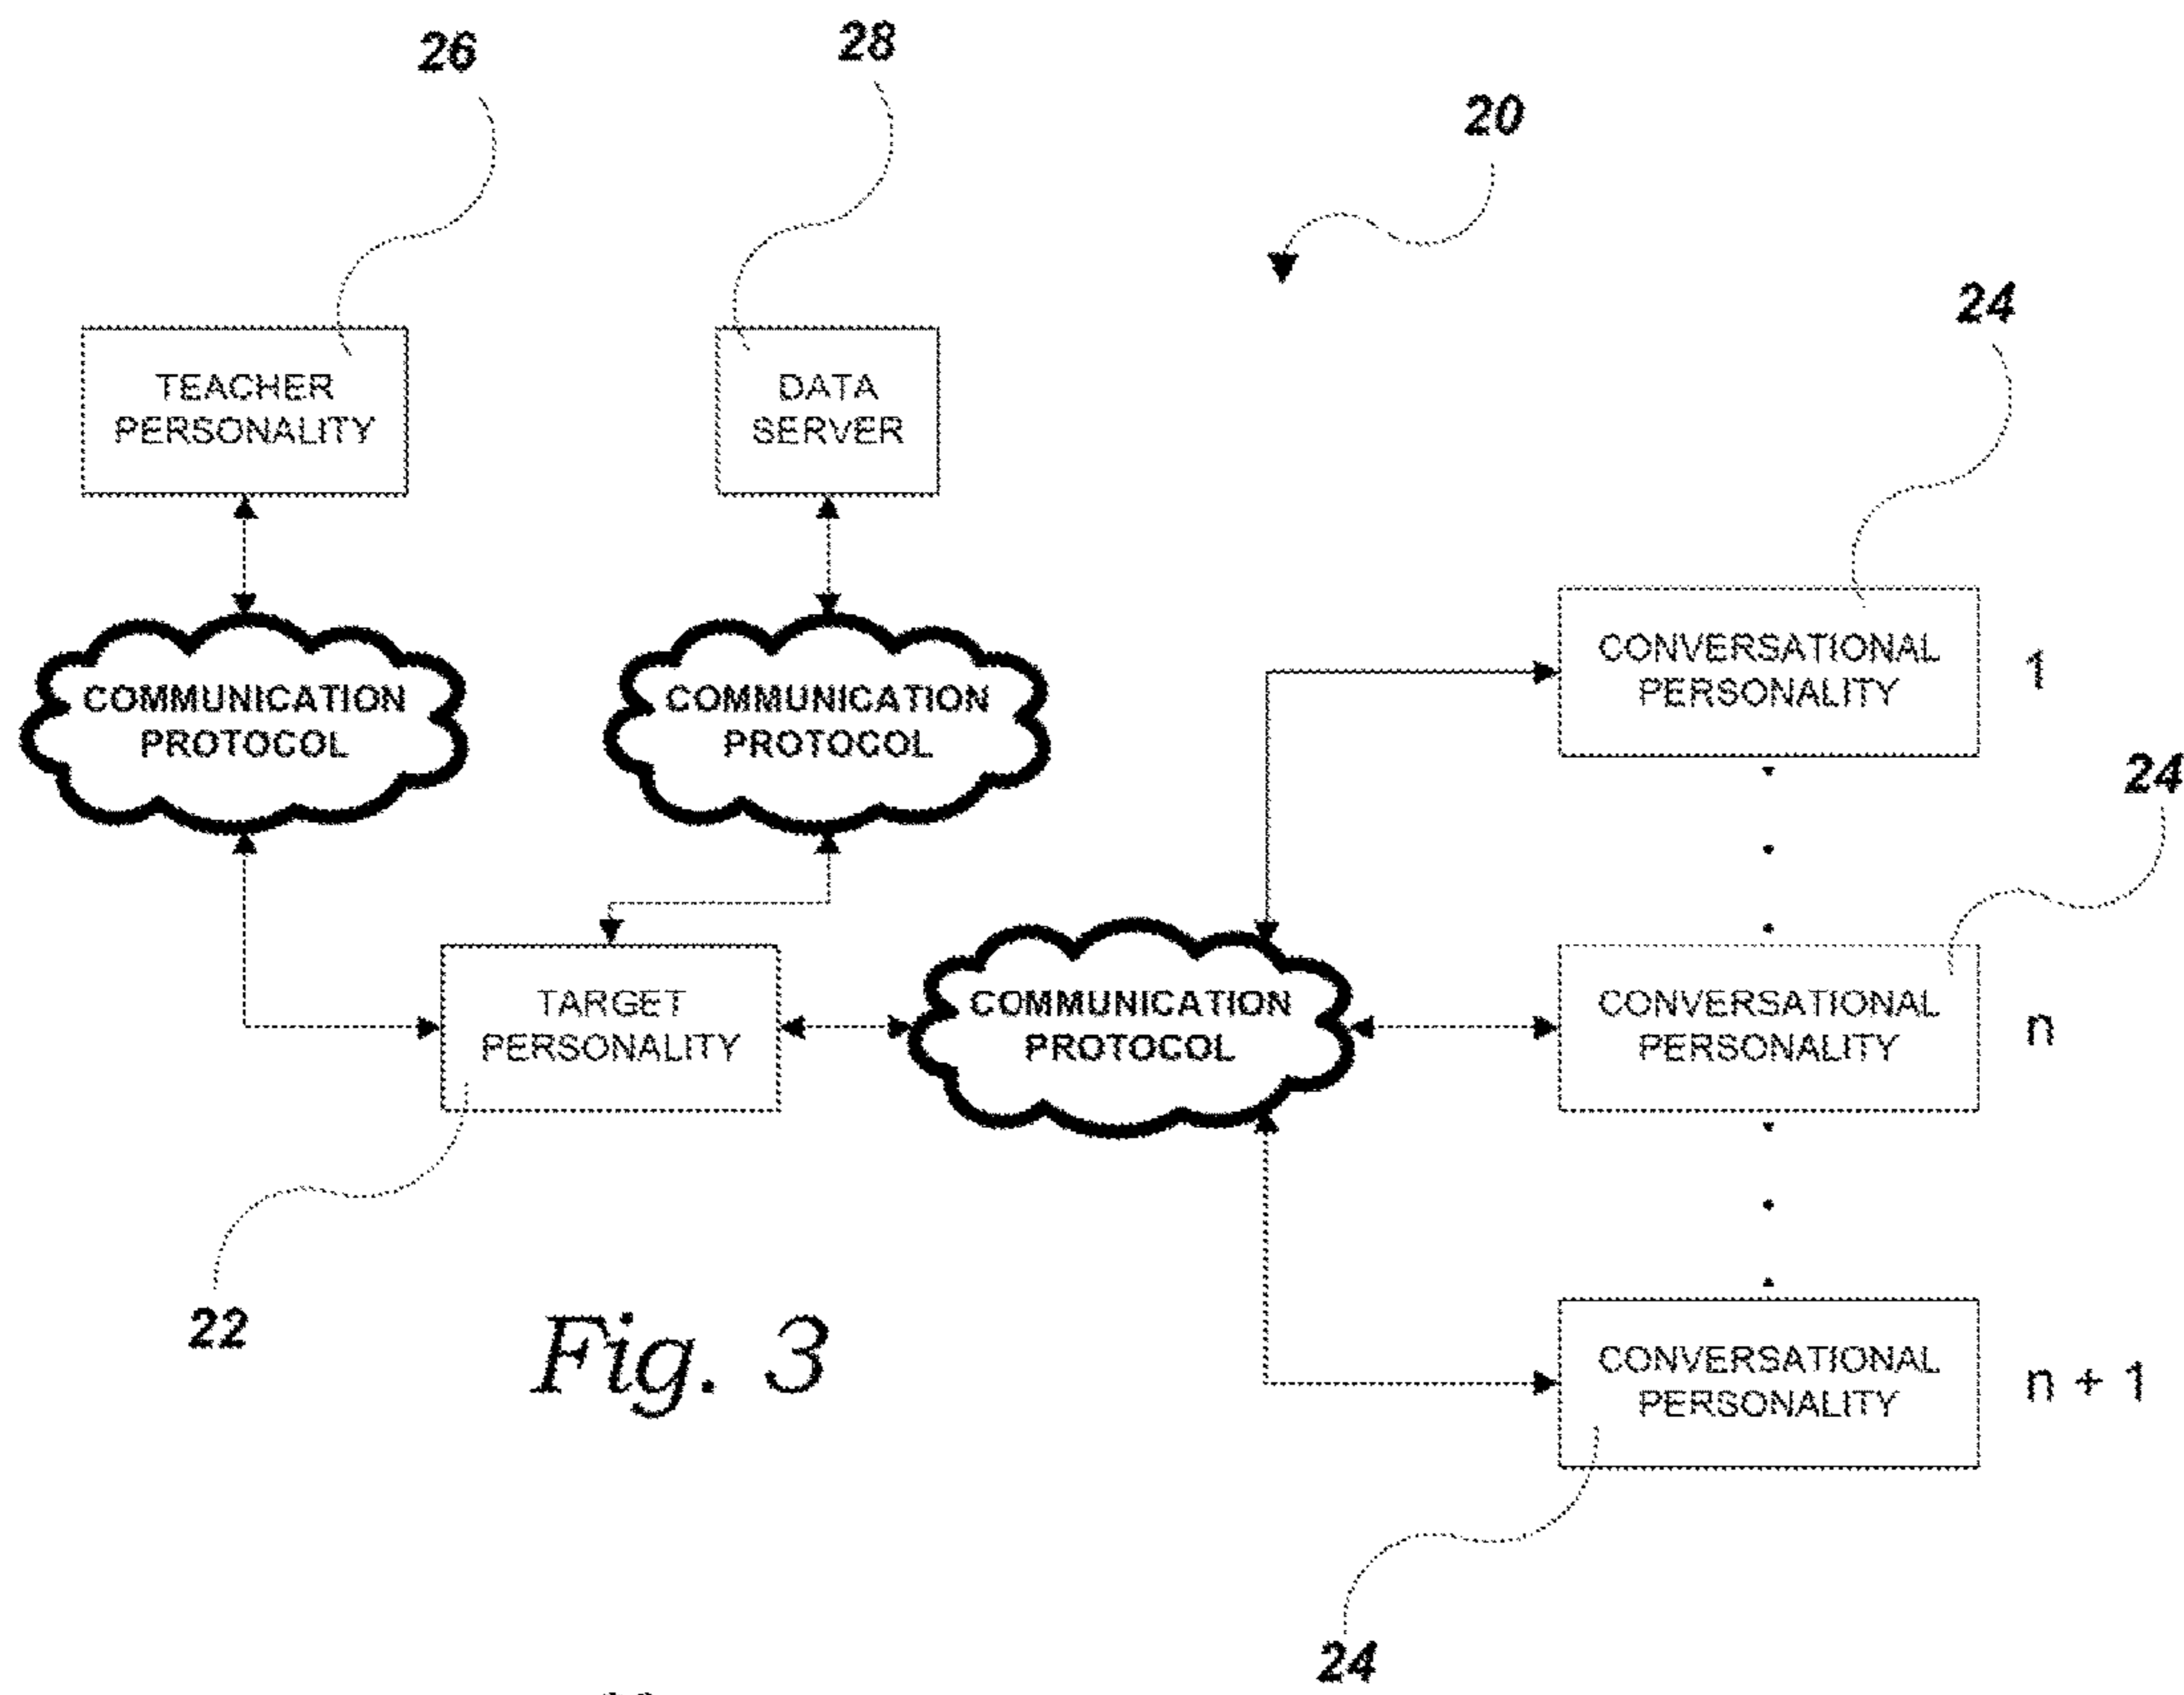 26
28
20
24
TEACHER
PERSONALITY
DATA
SERVER
COMMUNICATION
PROTOCOL
COMMUNICATION
PROTOCOL
CONVERSATIONAL
PERSONALITY
1
24
TARGET
PERSONALITY
COMMUNICATION
PROTOCOL
CONVERSATIONAL
PERSONALITY
n
22
Fig. 3
CONVERSATIONAL
PERSONALITY
n + 1
24